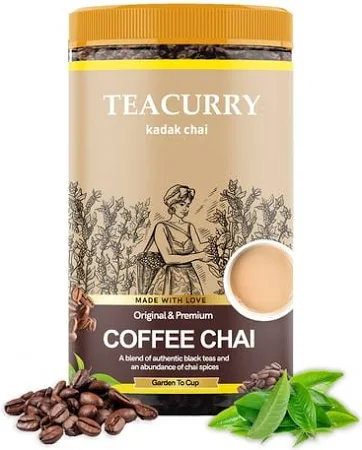 TEACURRY
kadak chai
MADE WITH LOVE
Original & Premium
COFFEE CHAI
A blend of authentic black teas and
an abundance of chai spices
Garden To Cup